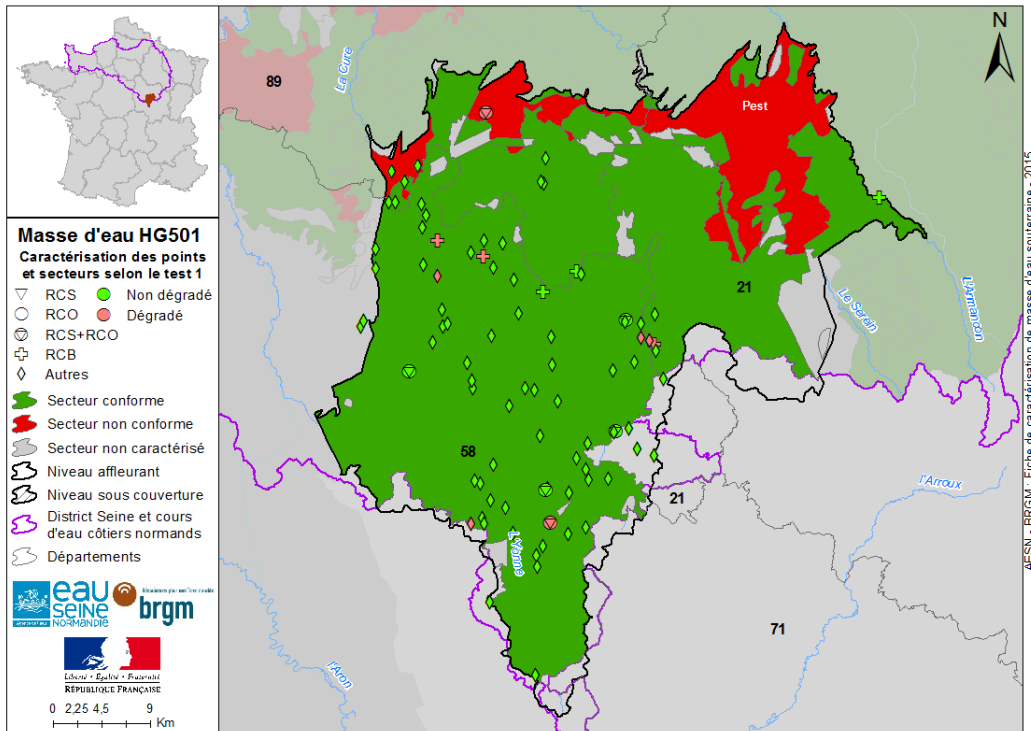 Masse d'eau HG501
Caractérisation des points
et secteurs selon le test 1
RCS
Non dégradé
RCO
Dégradé
RCS+RCO
RCB
Autres
Secteur conforme
Secteur non conforme
Secteur non caractérisé
Niveau affleurant
Niveau sous couverture
District Seine et cours
d'eau côtiers normands
Départements
eau
SEINE
NORMANDIE
brgm
Liberté • Égalité • Fraternité
RÉPUBLIQUE FRANÇAISE
0 2,25 4,5 9
Km
89
La Cure
Pest
N
21
Le Serein
L'Armancon
58
L'Yonne
21
l'Arroux
71
l'Aron
AESN - BRGM : Fiche de caractérisation de masse d'eau souterraine - 2015